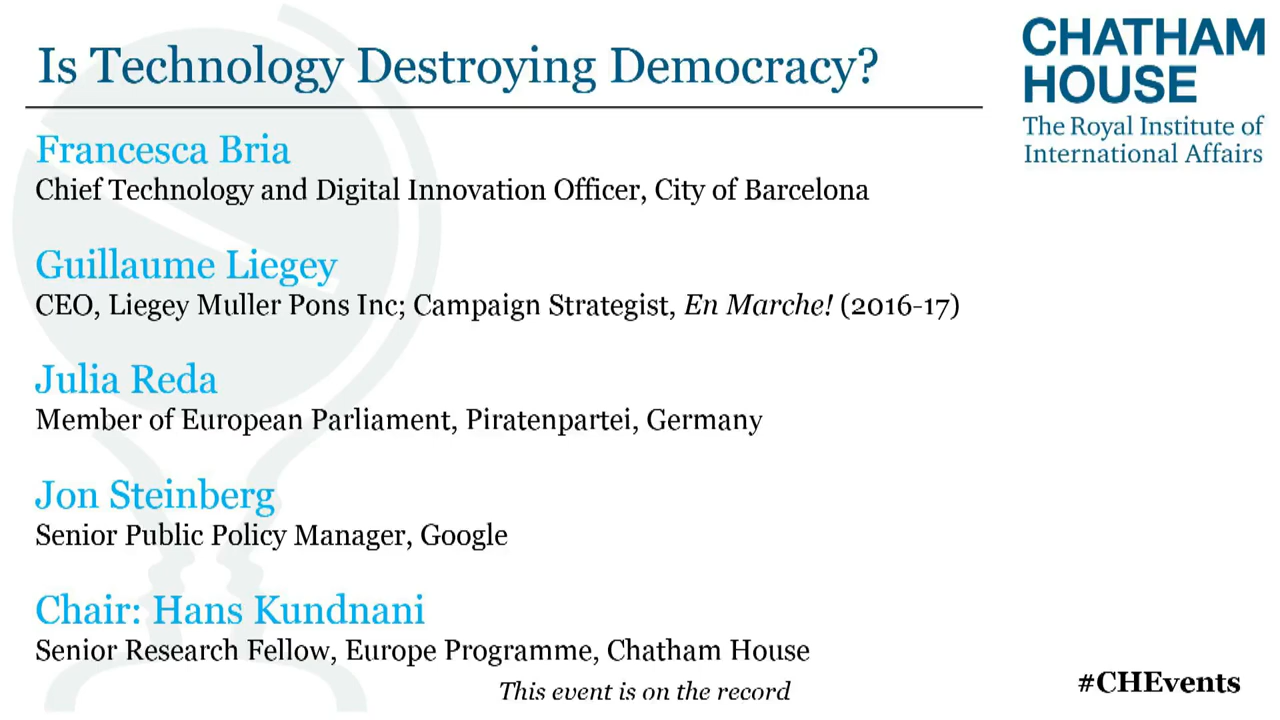 Is Technology Destroying Democracy?
CHATHAM
HOUSE
The Royal Institute of
International Affairs
Francesca Bria
Chief Technology and Digital Innovation Officer, City of Barcelona
Guillaume Liegey
CEO, Liegey Muller Pons Inc; Campaign Strategist, En Marche! (2016-17)
Julia Reda
Member of European Parliament, Piratenpartei, Germany
Jon Steinberg
Senior Public Policy Manager, Google
Chair: Hans Kundnani
Senior Research Fellow, Europe Programme, Chatham House
This event is on the record
#CHEvents